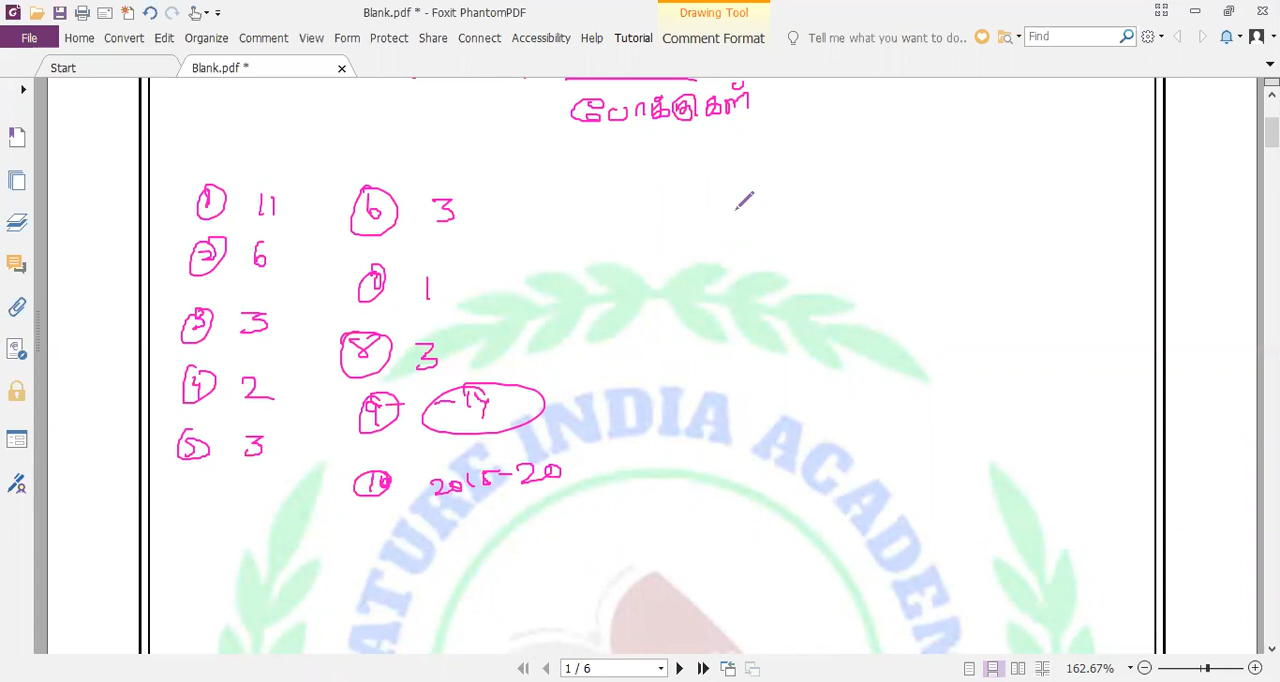 Blank.pdf * - Foxit PhantomPDF
Drawing Tool
File Home Convert Edit Organize Comment View Form Protect Share Connect Accessibility Help Tutorial Comment Format Tell me what you want to do.. Find
Start Blank.pdf *
போக்குகள்
1 11
2 6
3 3
4 2
5 3
6 3
7 1
8 3
9 - 14
10 2015-20
ATURE INDIA ACADEM
1 / 6 162.67%